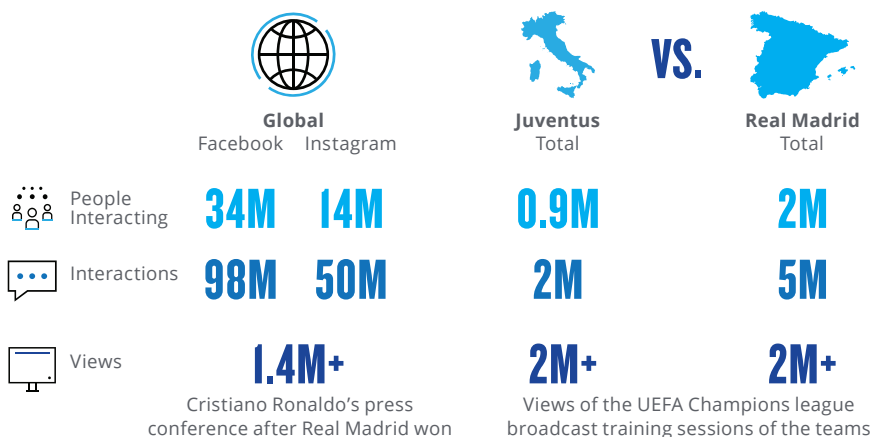 VS.
Global
Facebook Instagram
Juventus
Total
Real Madrid
Total
People
Interacting
34M 14M 0.9M 2M
Interactions
98M 50M 2M 5M
Views
1.4M+ 2M+ 2M+
Cristiano Ronaldo's press
conference after Real Madrid won
Views of the UEFA Champions league
broadcast training sessions of the teams